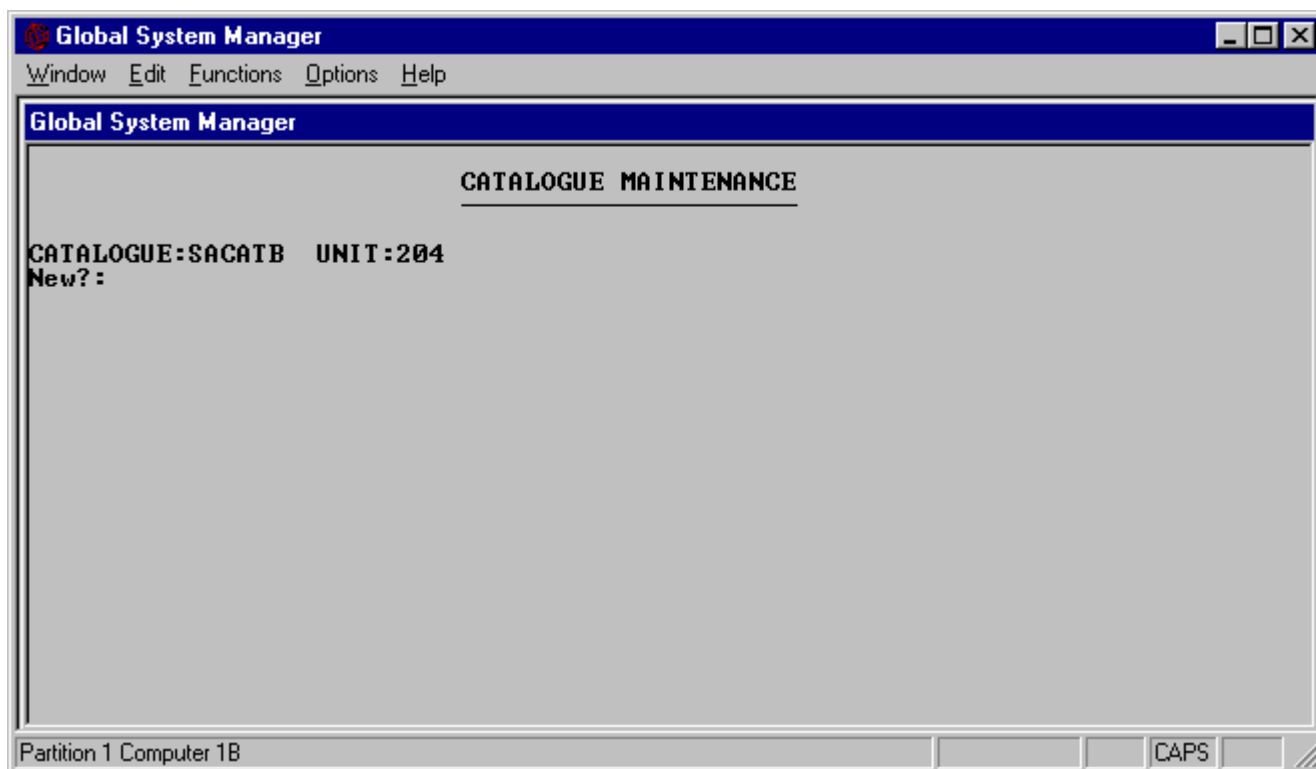 Global System Manager
Window Edit Functions Options Help
Global System Manager
CATALOGUE MAINTENANCE
CATALOGUE:SACATB UNIT:204
New?:
Partition 1 Computer 1B CAPS